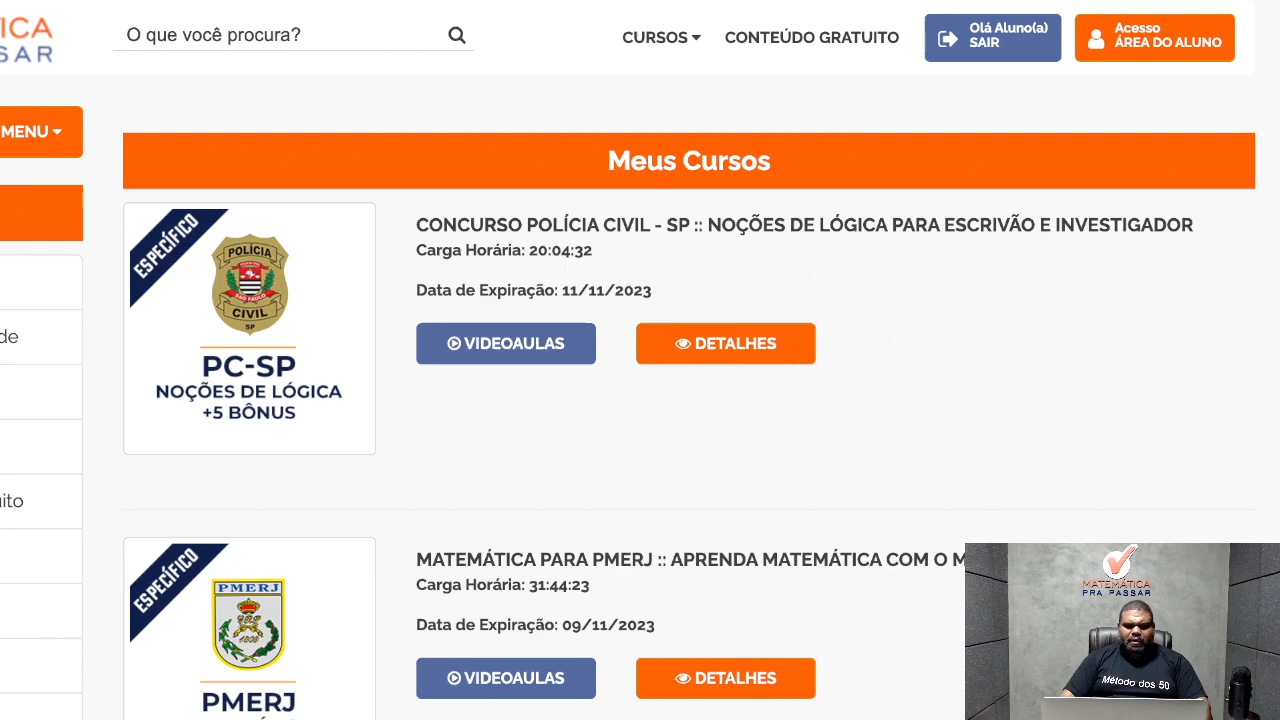 ICA
SSAR
O que você procura?
CURSOS
CONTEÚDO GRATUITO
Olá Aluno(a)
SAIR
Acesso
ÁREA DO ALUNO
MENU
Meus Cursos
de
ito
ESPECÍFICO
POLÍCIA
SÃO PAULO
CIVIL
SP
PC-SP
NOÇÕES DE LÓGICA
+5 BÔNUS
CONCURSO POLÍCIA CIVIL - SP :: NOÇÕES DE LÓGICA PARA ESCRIVÃO E INVESTIGADOR
Carga Horária: 20:04:32
Data de Expiração: 11/11/2023
VIDEOAULAS
DETALHES
ESPECÍFICO
PMERJ
1809
PMERJ
MATEMÁTICA PARA PMERJ :: APRENDA MATEMÁTICA COM O M
Carga Horária: 31:44:23
Data de Expiração: 09/11/2023
VIDEOAULAS
DETALHES
MATEMÁTICA
PRA PASSAR
Método dos 50